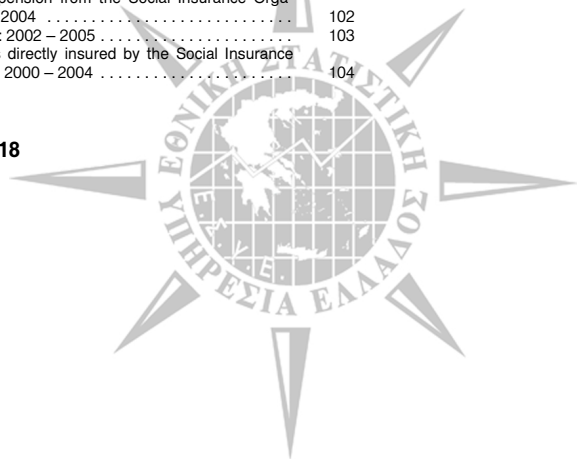 pension from the Social Insurance Orga-
2004 . . . . . . . . . . . . . . . . . . . . . . . . . . . . 102
: 2002 – 2005 . . . . . . . . . . . . . . . . . . . . . . 103
s directly insured by the Social Insurance
2000 – 2004 . . . . . . . . . . . . . . . . . . . . . . 104
18
ΕΘΝΙΚΗ ΣΤΑΤΙΣΤΙΚΗ
ΥΠΗΡΕΣΙΑ ΕΛΛΑΔΟΣ
Ε.Σ.Υ.Ε.